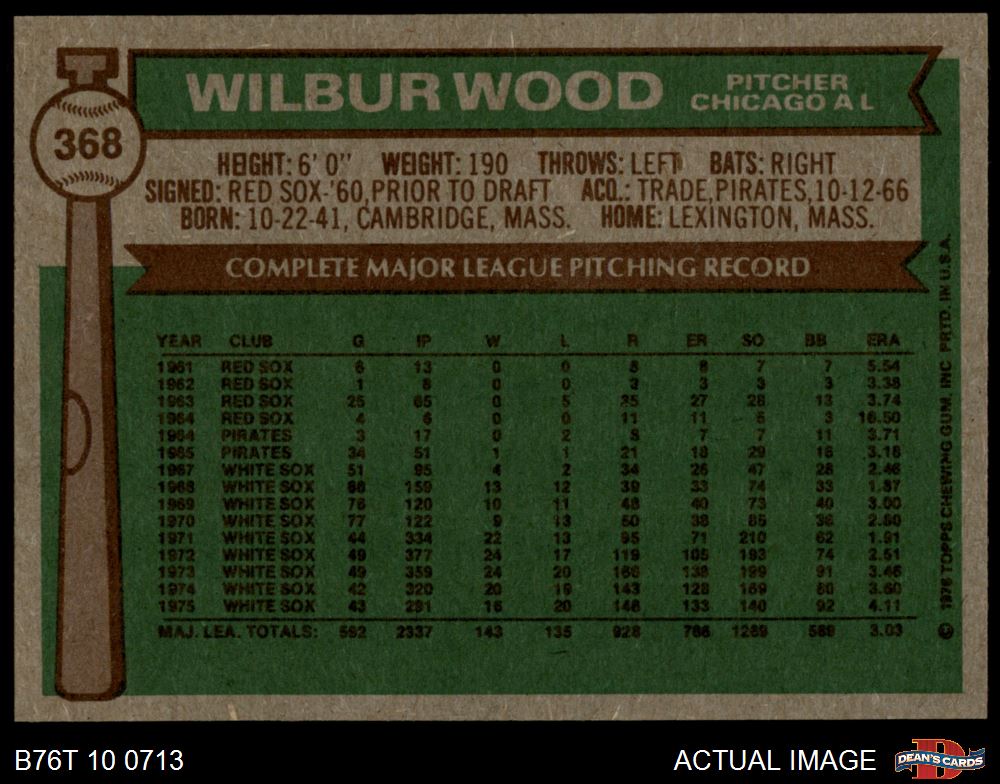 368
WILBUR WOOD PITCHER
CHICAGO A L
HEIGHT: 6' 0" WEIGHT: 190 THROWS: LEFT BATS: RIGHT
SIGNED: RED SOX-'60, PRIOR TO DRAFT ACQ.: TRADE, PIRATES, 10-12-66
BORN: 10-22-41, CAMBRIDGE, MASS. HOME: LEXINGTON, MASS.
COMPLETE MAJOR LEAGUE PITCHING RECORD
YEAR CLUB G IP W L R ER SO BB ERA
1961 RED SOX 6 13 0 0 8 8 7 7 5.54
1962 RED SOX 1 8 0 0 3 3 3 3 3.38
1963 RED SOX 25 65 0 5 35 27 28 13 3.74
1964 RED SOX 4 6 0 0 11 11 5 3 16.50
1964 PIRATES 3 17 0 2 8 7 7 11 3.71
1965 PIRATES 34 51 1 1 21 18 29 16 3.18
1967 WHITE SOX 51 95 4 2 34 26 47 28 2.46
1968 WHITE SOX 88 159 13 12 39 33 74 33 1.87
1969 WHITE SOX 76 120 10 11 48 40 73 40 3.00
1970 WHITE SOX 77 122 9 13 50 38 85 36 2.80
1971 WHITE SOX 44 334 22 13 95 71 210 62 1.91
1972 WHITE SOX 49 377 24 17 119 105 193 74 2.51
1973 WHITE SOX 49 359 24 20 166 138 199 91 3.46
1974 WHITE SOX 42 320 20 19 143 128 169 80 3.60
1975 WHITE SOX 43 291 16 20 148 133 140 92 4.11
MAJ. LEA. TOTALS: 592 2337 143 135 928 786 1269 589 3.03
© 1976 TOPPS CHEWING GUM, INC PRTD. IN U.S.A.
B76T 10 0713 ACTUAL IMAGE
D
DEAN'S CARDS